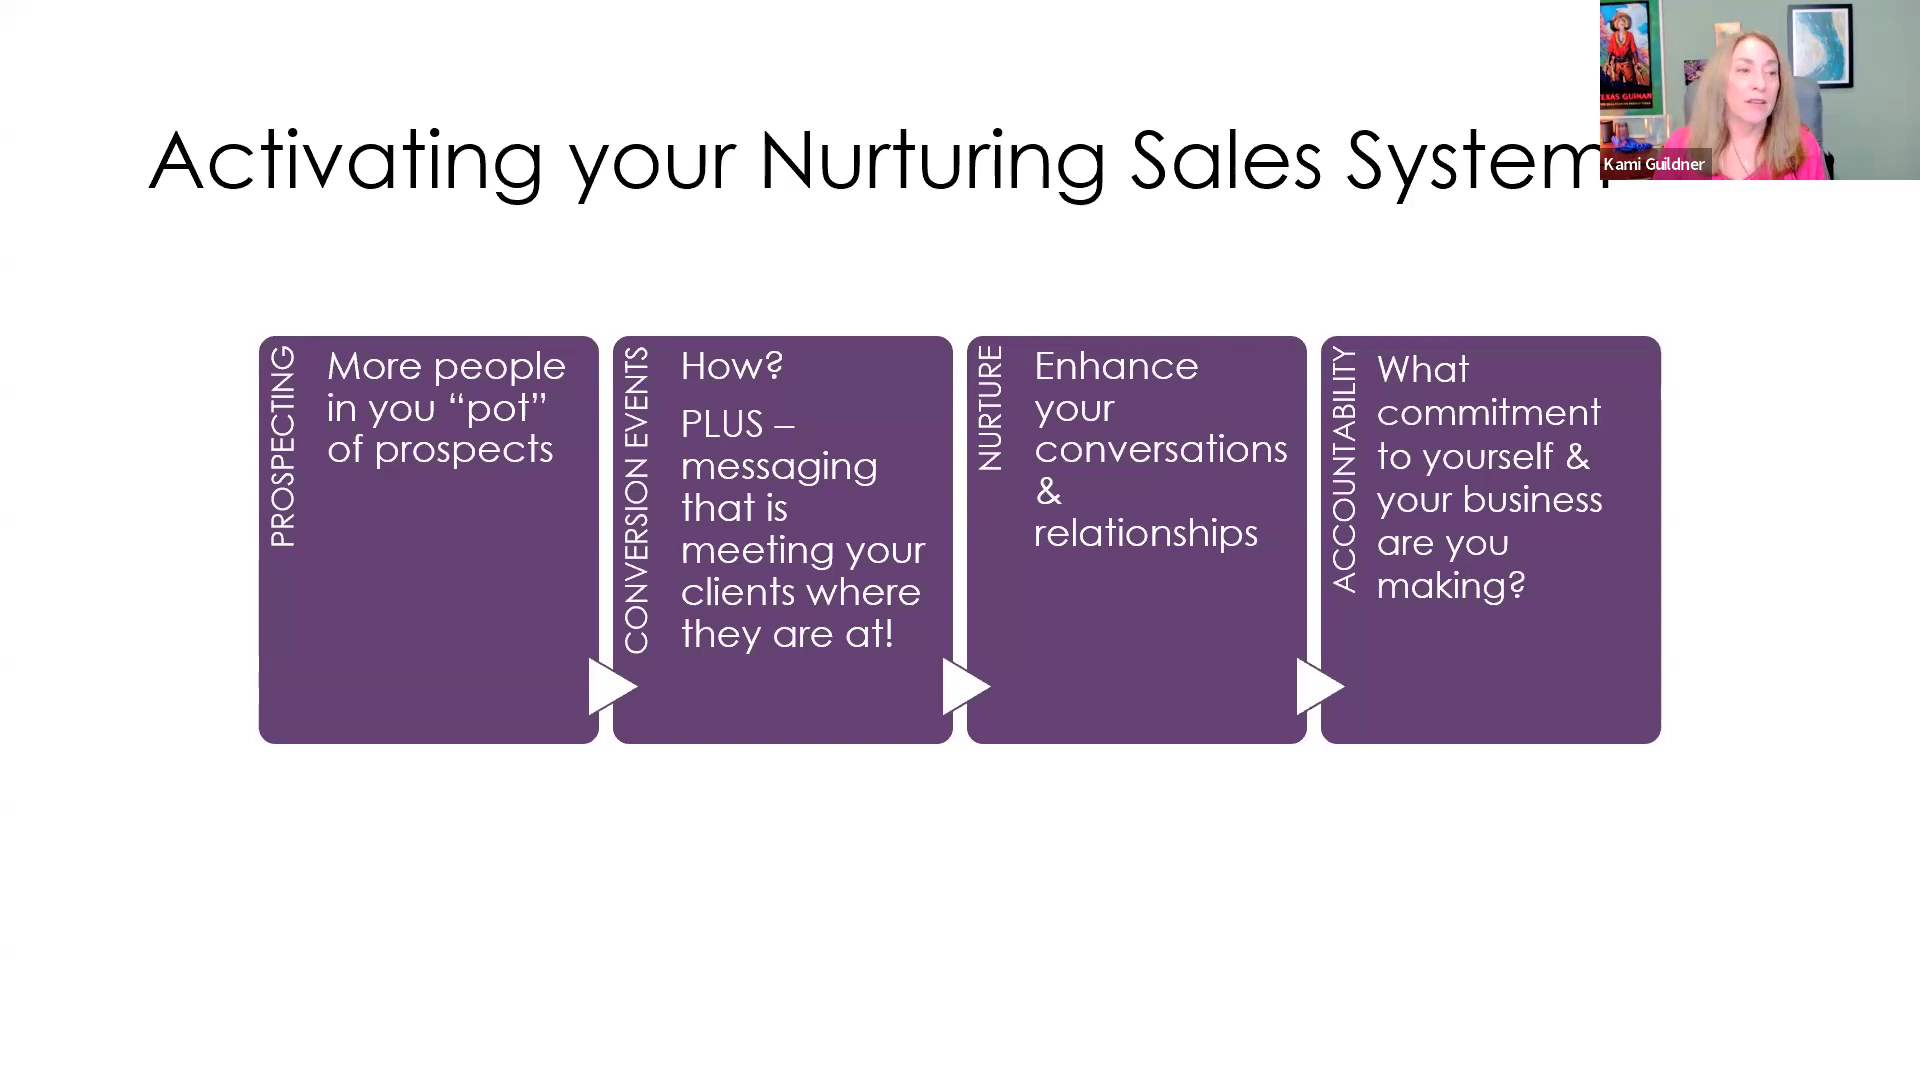 Activating your Nurturing Sales System
TEXAS GUINAN
Kami Guildner
PROSPECTING
More people
in you “pot”
of prospects
CONVERSION EVENTS
How?
PLUS –
messaging
that is
meeting your
clients where
they are at!
NURTURE
Enhance
your
conversations
&
relationships
ACCOUNTABILITY
What
commitment
to yourself &
your business
are you
making?